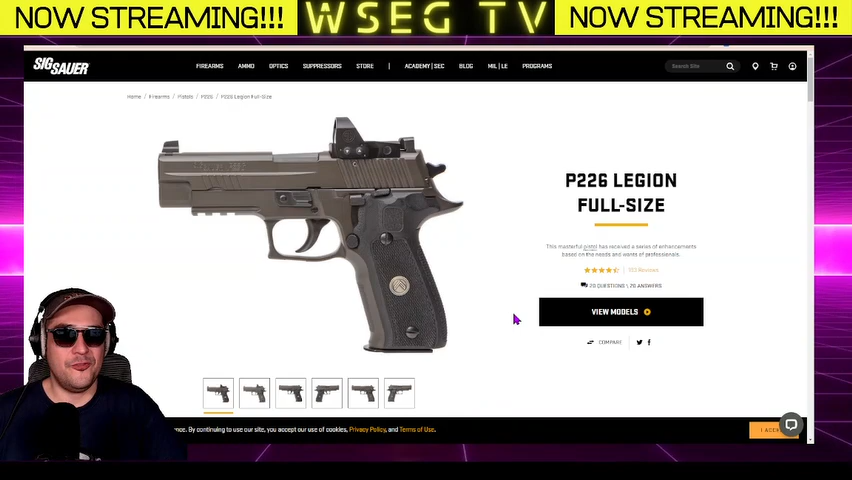 NOW STREAMING!!! WSEG TV NOW STREAMING!!!
SIG SAUER FIREARMS AMMO OPTICS SUPPRESSORS STORE | ACADEMY | SEC BLOG MIL | LE PROGRAMS Search Site
Home / Firearms / Pistols / P226 / P226 Legion Full-Size
P226 LEGION
FULL-SIZE
This masterful pistol has received a series of enhancements
based on the needs and wants of professionals.
Reviews
VIEW MODELS
COMPARE
By continuing to use our site, you accept our use of cookies, Privacy Policy, and Terms of Use.